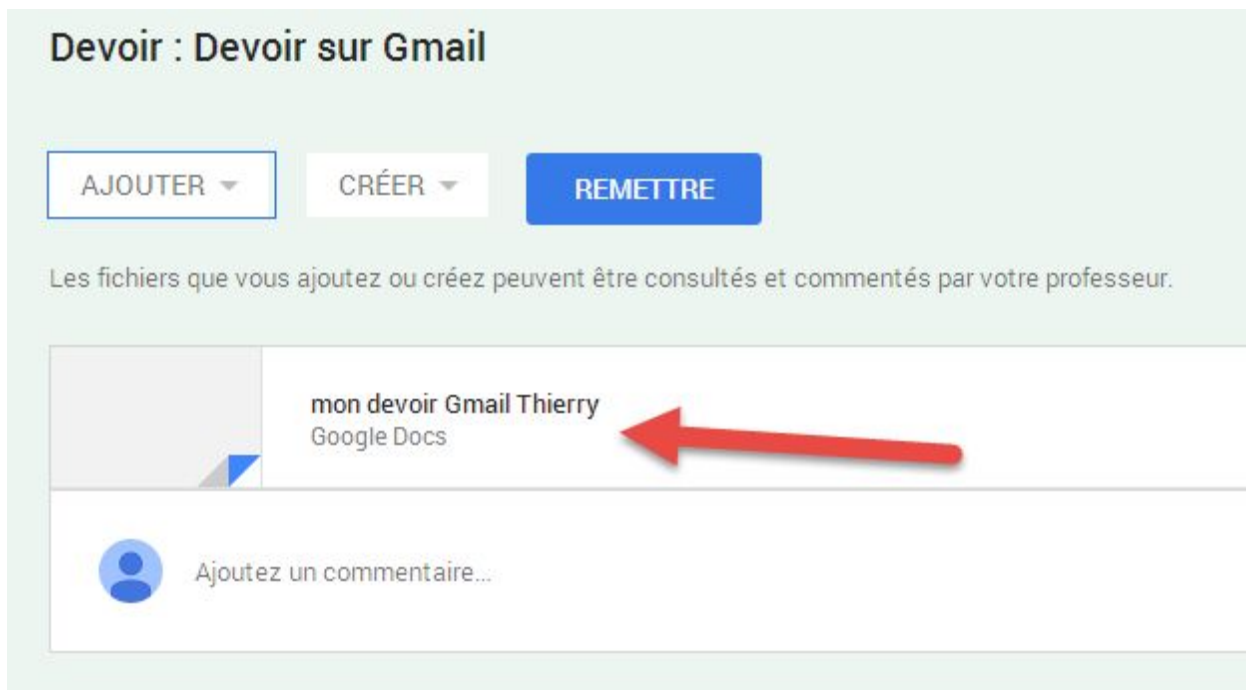 Devoir : Devoir sur Gmail
AJOUTER CRÉER REMETTRE
Les fichiers que vous ajoutez ou créez peuvent être consultés et commentés par votre professeur.
mon devoir Gmail Thierry
Google Docs
Ajoutez un commentaire...